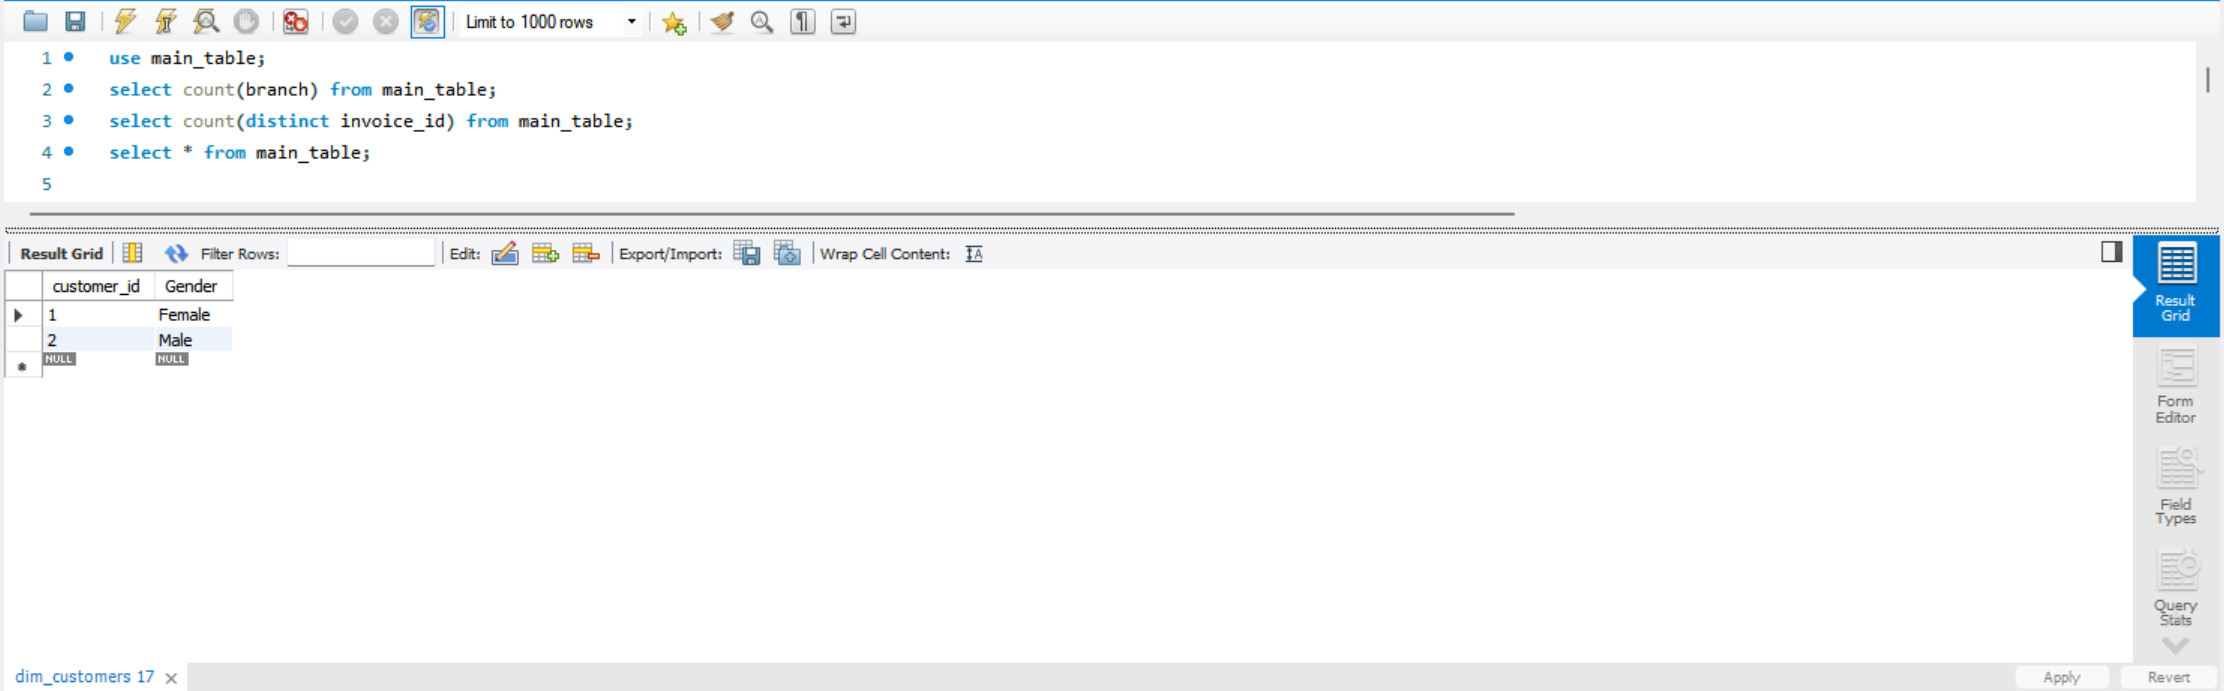 Limit to 1000 rows
1 use main_table;
2 select count(branch) from main_table;
3 select count(distinct invoice_id) from main_table;
4 select * from main_table;
5
Result Grid Filter Rows: Edit: Export/Import: Wrap Cell Content:
customer_id Gender
1 Female
2 Male
NULL NULL
Result
Grid
Form
Editor
Field
Types
Query
Stats
dim_customers 17
Apply Revert